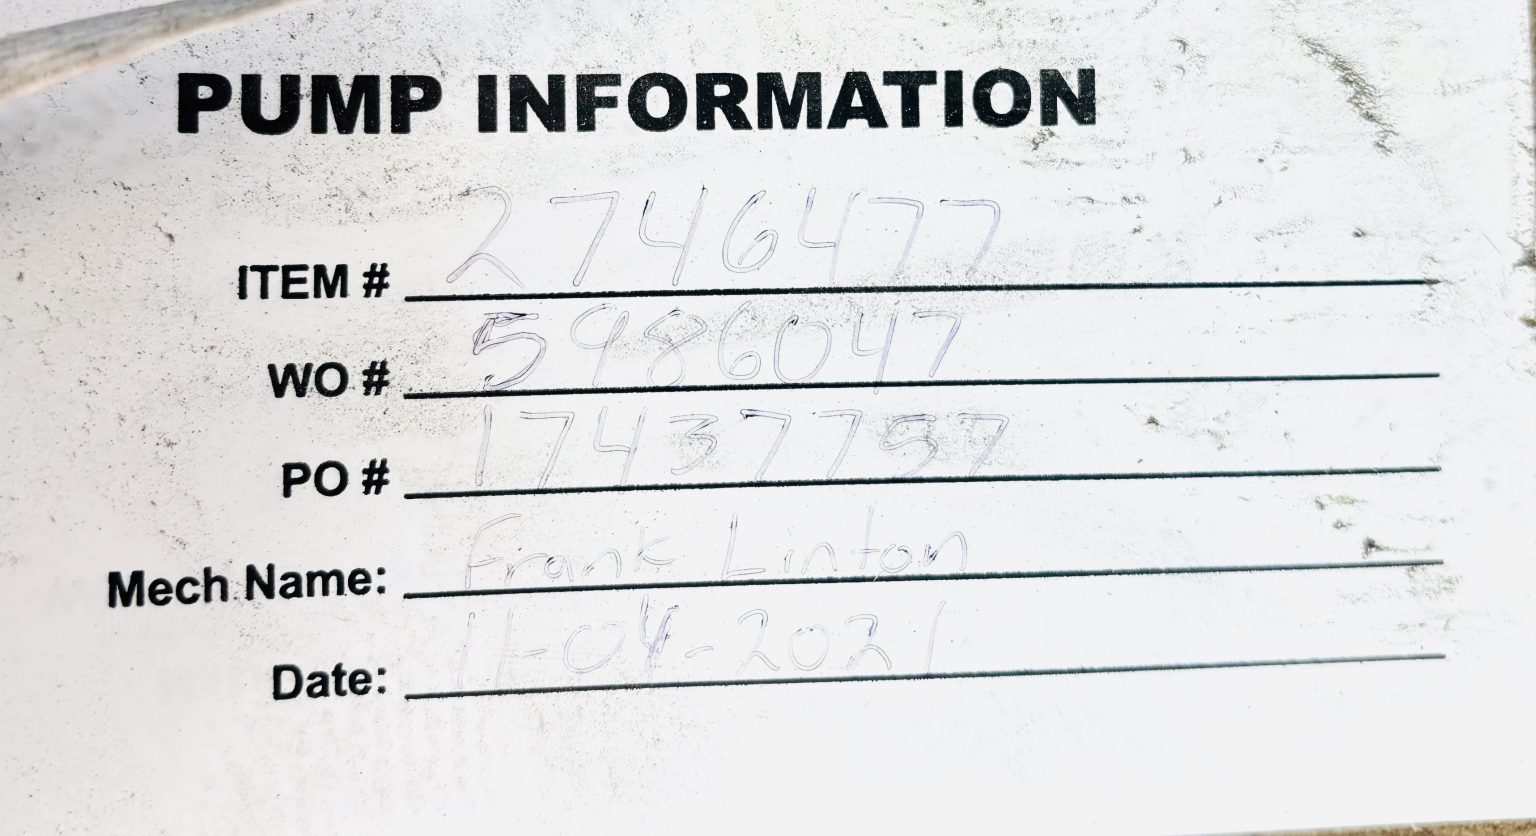 PUMP INFORMATION
ITEM # 2746477
WO # 5986047
PO # 17437757
Mech Name: Frank Linton
Date: 11-04-2021